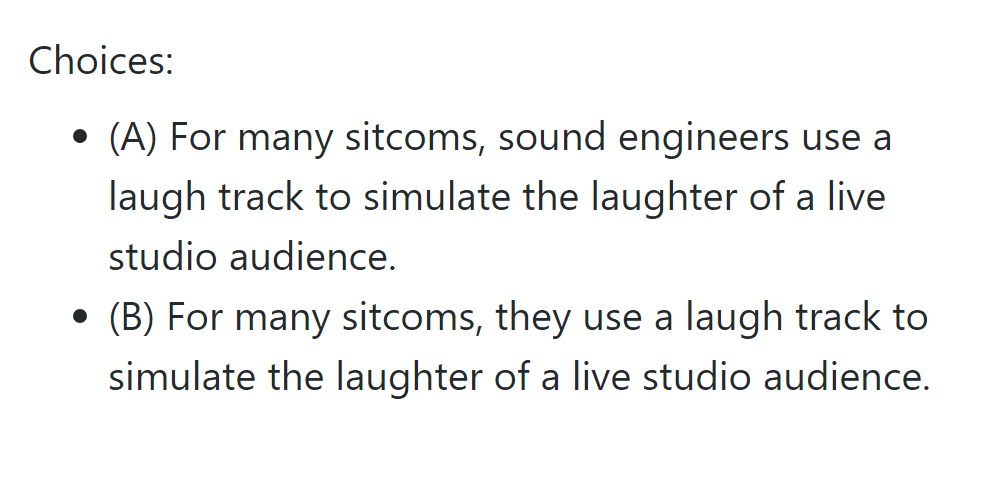 Choices:
• (A) For many sitcoms, sound engineers use a
laugh track to simulate the laughter of a live
studio audience.
• (B) For many sitcoms, they use a laugh track to
simulate the laughter of a live studio audience.